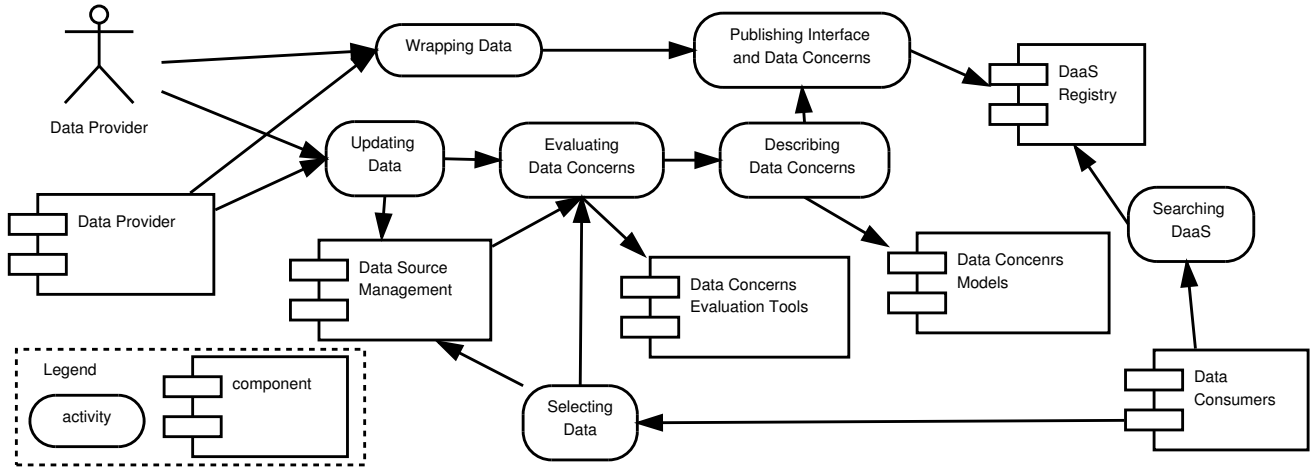 Data Provider
Wrapping Data
Publishing Interface
and Data Concerns
DaaS
Registry
Updating
Data
Evaluating
Data Concerns
Describing
Data Concerns
Data Provider
Searching
DaaS
Data Source
Management
Data Concerns
Evaluation Tools
Data Concenrs
Models
Legend
component
activity
Selecting
Data
Data
Consumers